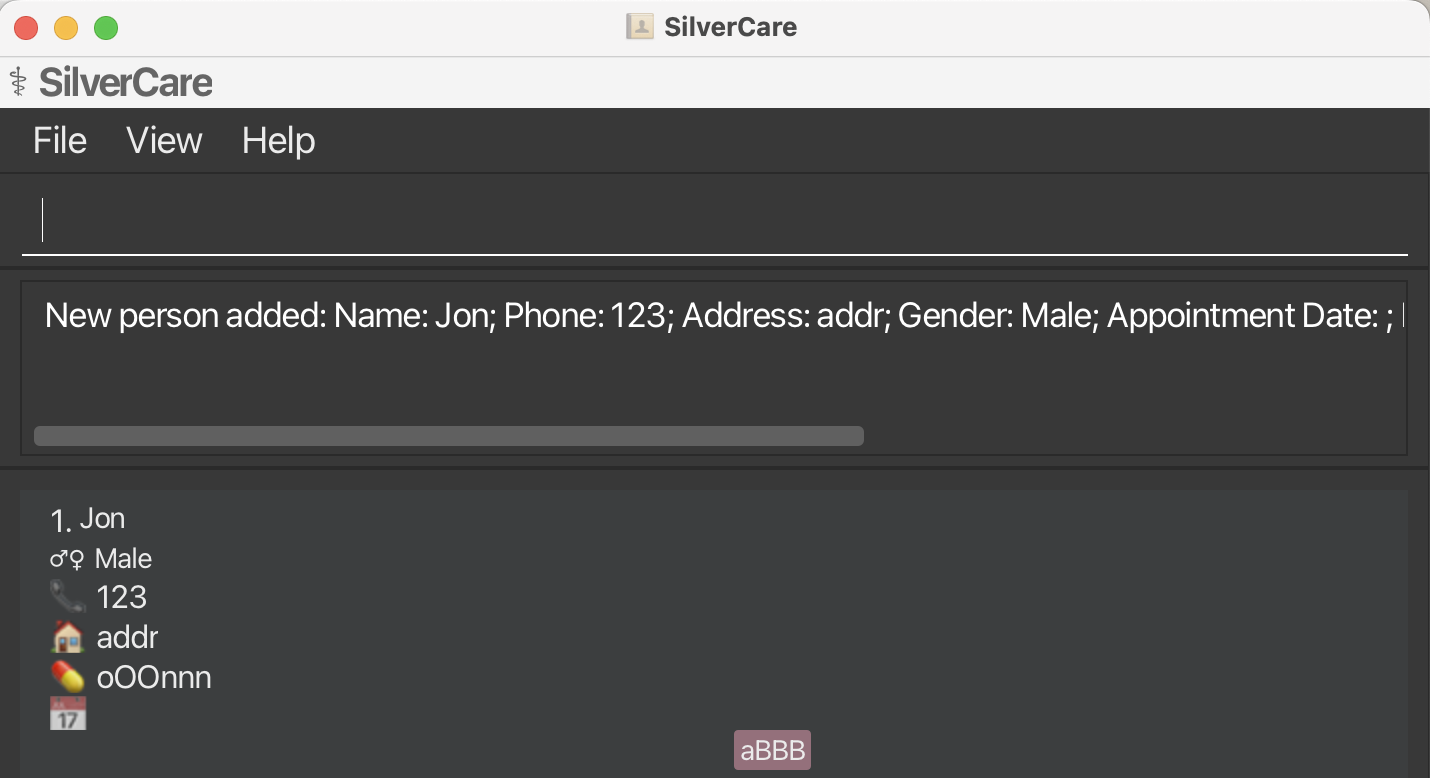 SilverCare
⚕ SilverCare
File View Help
New person added: Name: Jon; Phone: 123; Address: addr; Gender: Male; Appointment Date: ;
1. Jon
♂♀ Male
123
addr
oOOnnn
17
aBBB